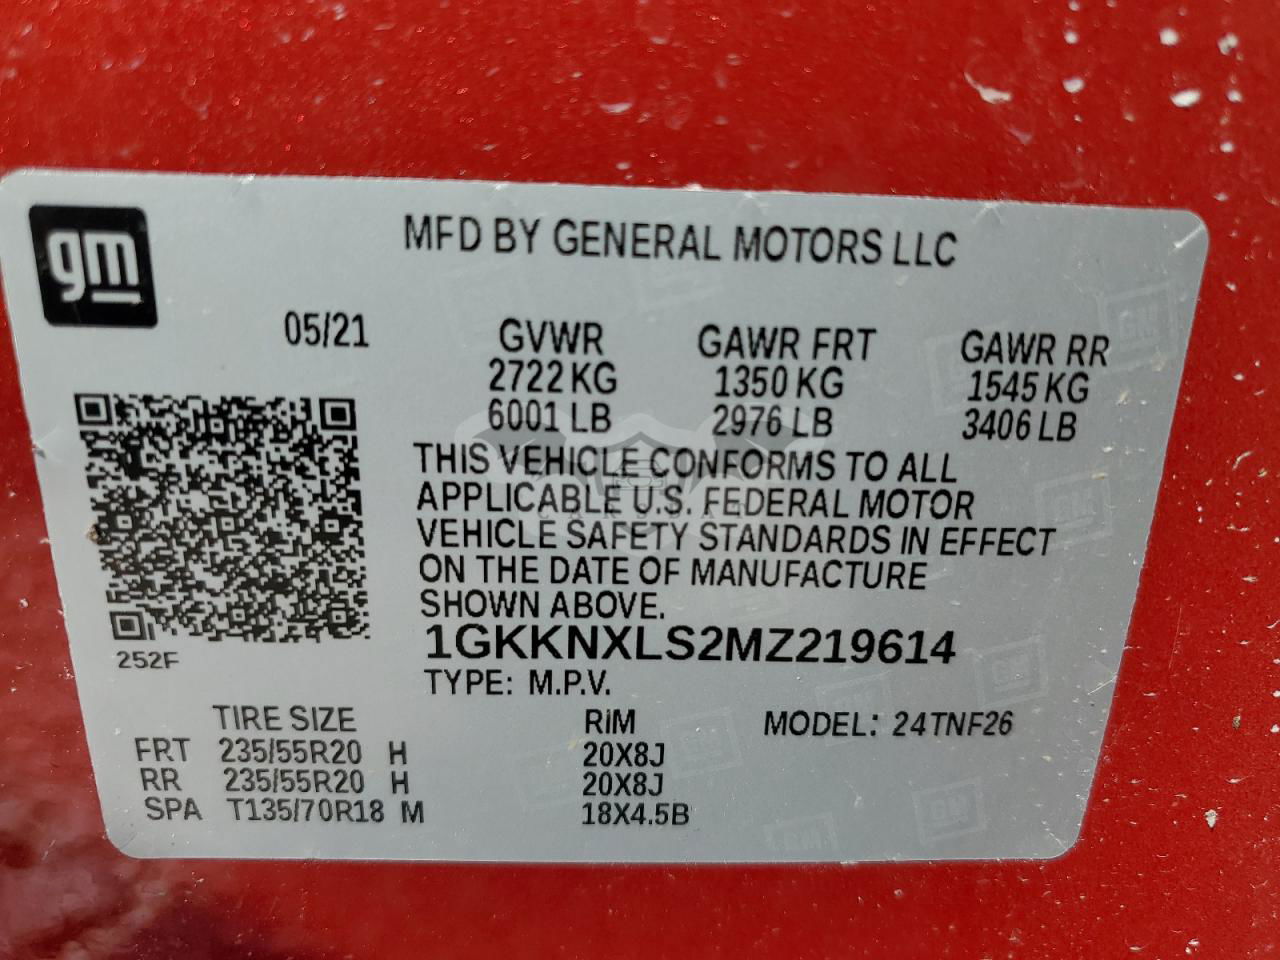 gm
MFD BY GENERAL MOTORS LLC
05/21 GVWR GAWR FRT GAWR RR
2722 KG 1350 KG 1545 KG
6001 LB 2976 LB 3406 LB
THIS VEHICLE CONFORMS TO ALL
APPLICABLE U.S. FEDERAL MOTOR
VEHICLE SAFETY STANDARDS IN EFFECT
ON THE DATE OF MANUFACTURE
SHOWN ABOVE.
1GKKNXLS2MZ219614
252F
TYPE: M.P.V.
TIRE SIZE RIM MODEL: 24TNF26
FRT 235/55R20 H 20X8J
RR 235/55R20 H 20X8J
SPA T135/70R18 M 18X4.5B